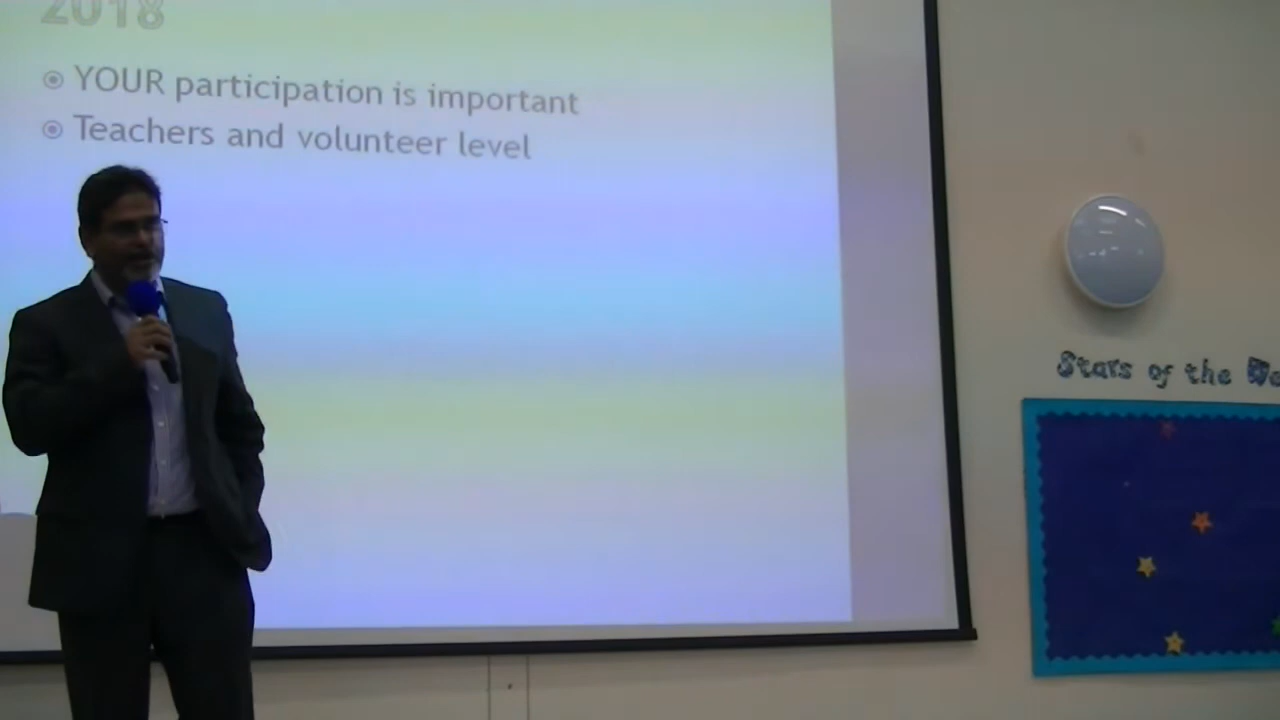 2018
YOUR participation is important
Teachers and volunteer level
Stars of the